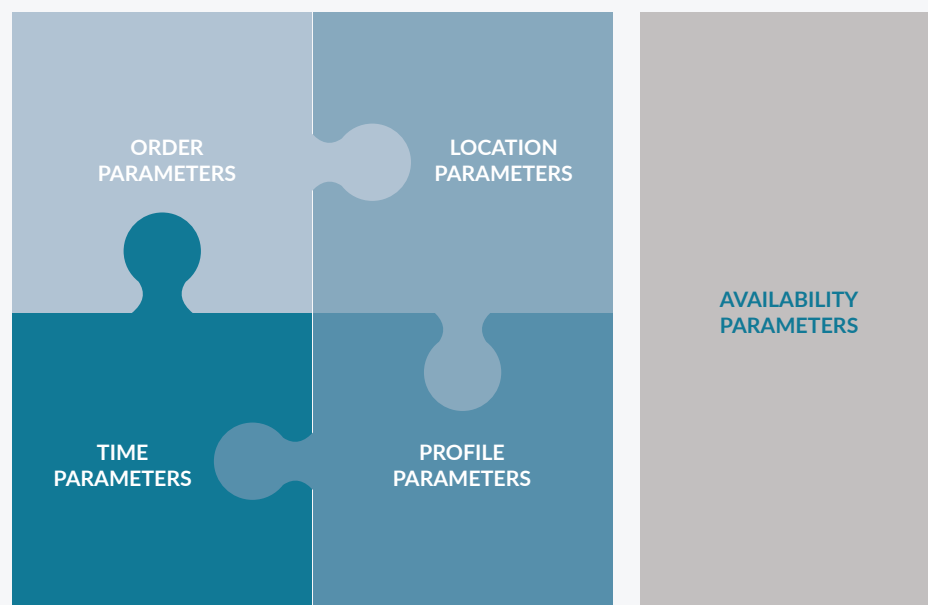 ORDER
PARAMETERS
LOCATION
PARAMETERS
AVAILABILITY
PARAMETERS
TIME
PARAMETERS
PROFILE
PARAMETERS